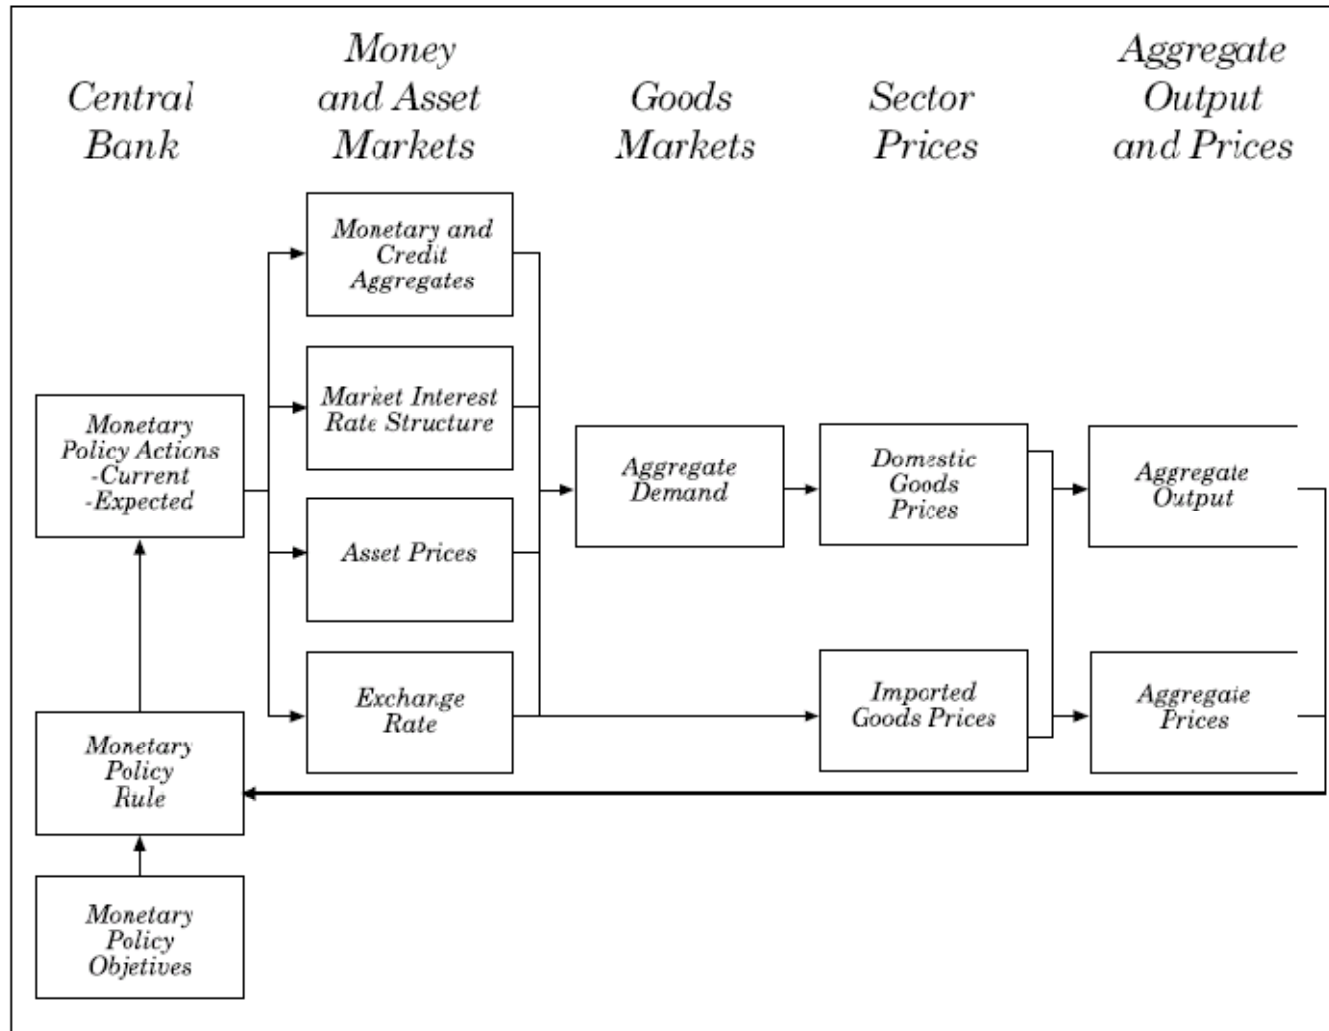 Central
Bank
Money
and Asset
Markets
Goods
Markets
Sector
Prices
Aggregate
Output
and Prices
Monetary and
Credit
Aggregates
Market Interest
Rate Structure
Asset Prices
Exchange
Rate
Monetary
Policy Actions
-Current
-Expected
Monetary
Policy
Rule
Monetary
Policy
Objetives
Aggregate
Demand
Domestic
Goods
Prices
Imported
Goods Prices
Aggregate
Output
Aggregate
Prices